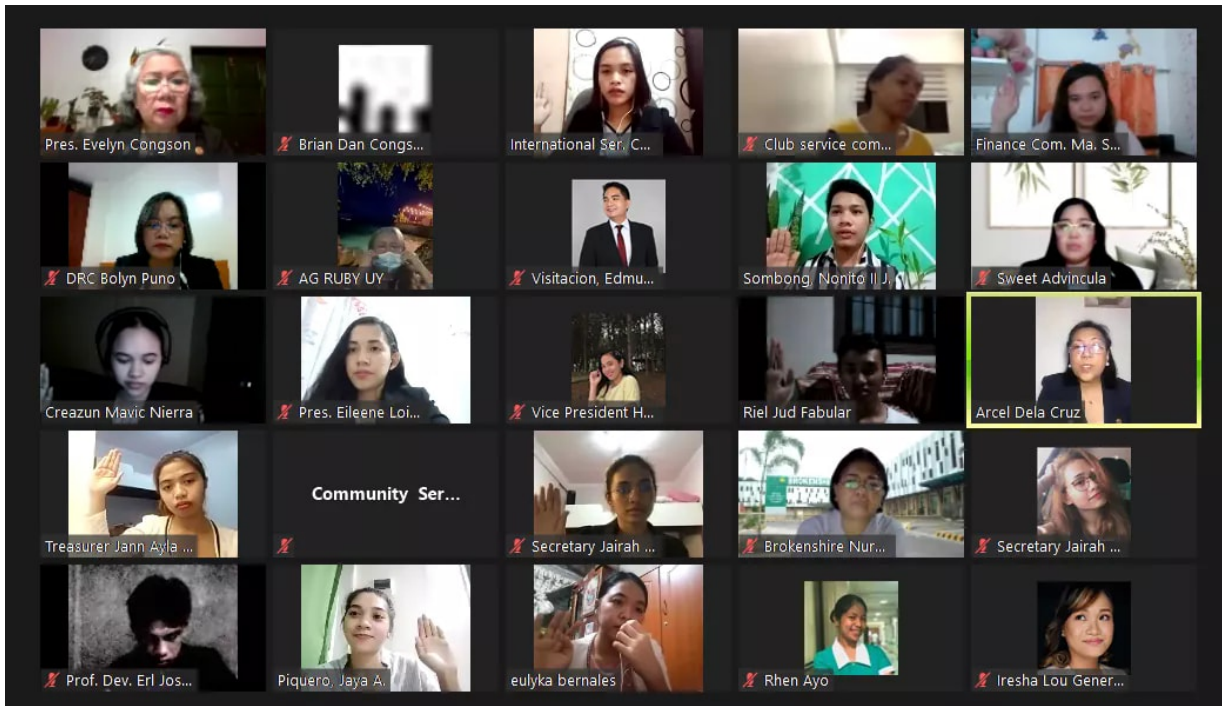 Pres. Evelyn Congson
Brian Dan Congs...
International Ser. C...
Club service com...
Finance Com. Ma. S...
DRC Bolyn Puno
AG RUBY UY
Visitacion, Edmu...
Sombong, Nonito II J.
Sweet Advincula
Creazun Mavic Nierra
Pres. Eileene Loi...
Vice President H...
Riel Jud Fabular
Arcel Dela Cruz
Treasurer Jann Ayla ...
Community Ser...
Secretary Jairah ...
Brokenshire Nur...
Secretary Jairah ...
Prof. Dev. Erl Jos...
Piquero, Jaya A.
eulyka bernales
Rhen Ayo
Iresha Lou Gener...